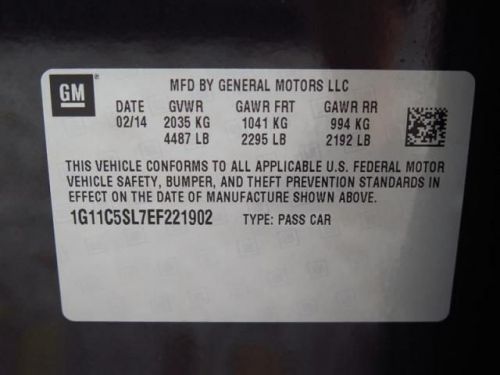 GM
MFD BY GENERAL MOTORS LLC
DATE GVWR GAWR FRT GAWR RR
02/14 2035 KG 1041 KG 994 KG
4487 LB 2295 LB 2192 LB
THIS VEHICLE CONFORMS TO ALL APPLICABLE U.S. FEDERAL MOTOR
VEHICLE SAFETY, BUMPER, AND THEFT PREVENTION STANDARDS IN
EFFECT ON THE DATE OF MANUFACTURE SHOWN ABOVE.
1G11C5SL7EF221902 TYPE: PASS CAR